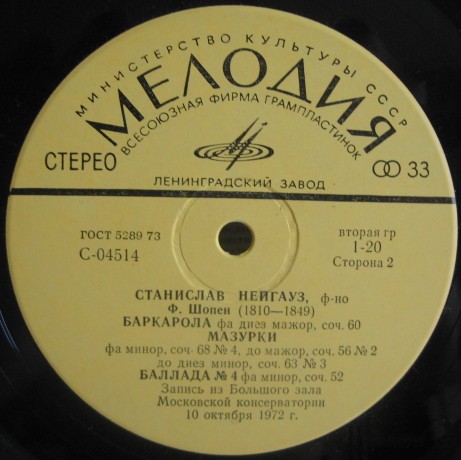 МИНИСТЕРСТВО КУЛЬТУРЫ СССР
МЕЛОДИЯ
ВСЕСОЮЗНАЯ ФИРМА ГРАМПЛАСТИНОК
СТЕРЕО
33
ЛЕНИНГРАДСКИЙ ЗАВОД
ГОСТ 5289 73
вторая гр
С-04514
1-20
Сторона 2
СТАНИСЛАВ НЕЙГАУЗ, ф-но
Ф. Шопен (1810—1849)
БАРКАРОЛА фа диез мажор, соч. 60
МАЗУРКИ
фа минор, соч. 68 № 4, до мажор, соч. 56 № 2
до диез минор, соч. 63 № 3
БАЛЛАДА № 4 фа минор, соч. 52
Запись из Большого зала
Московской консерватории
10 октября 1972 г.